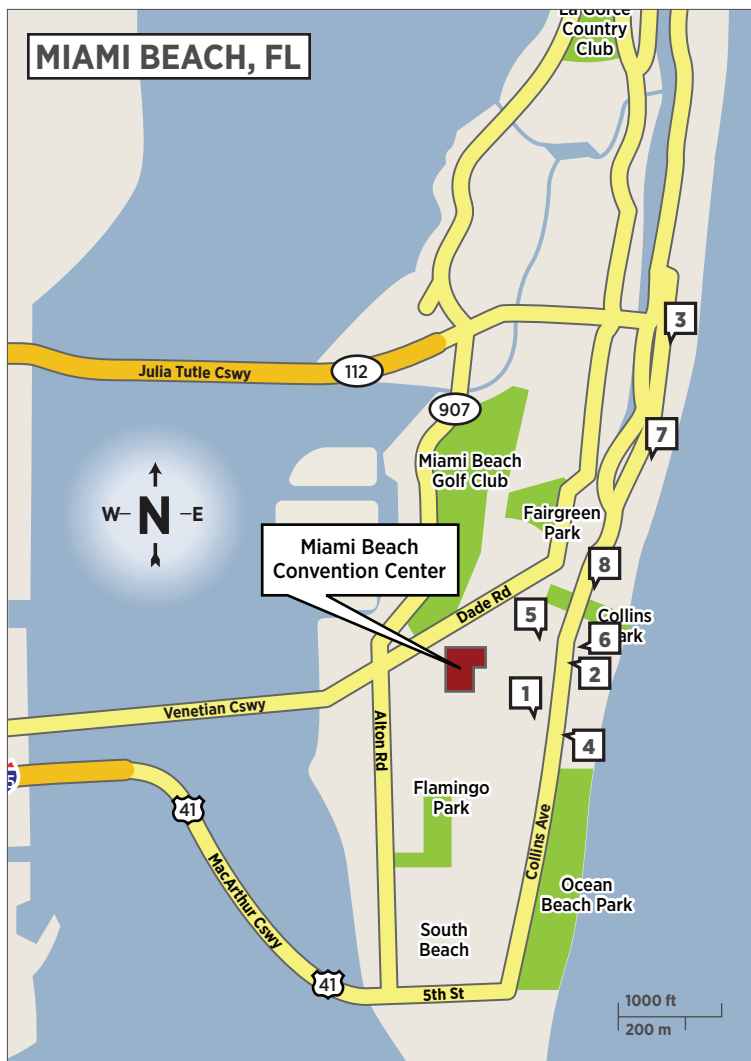 La Gorce
Country
Club
MIAMI BEACH, FL
3
Julia Tutle Cswy
112
907
7
Miami Beach
Golf Club
W
N
E
Fairgreen
Park
Miami Beach
Convention Center
8
Dade Rd
5
Collins
6
2
1
Venetian Cswy
Alton Rd
4
Flamingo
Park
41
Collins Ave
MacArthur Cswy
Ocean
Beach Park
South
Beach
41
5th St
1000 ft
200 m